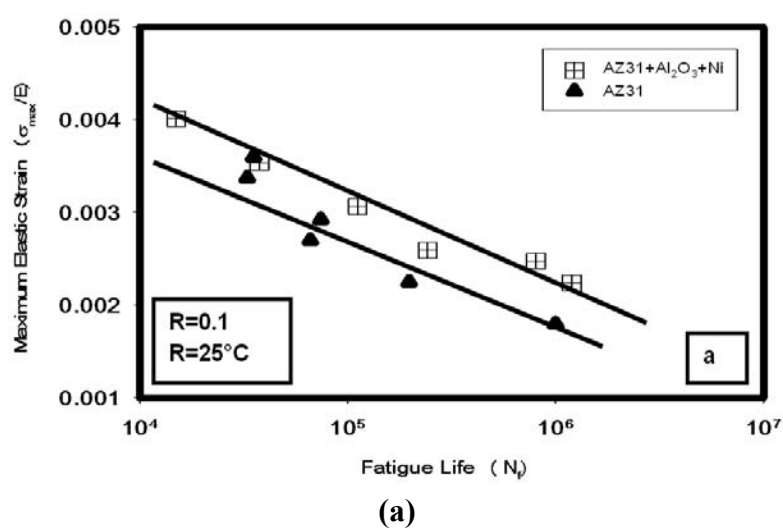 0.005
0.004
0.003
0.002
0.001
Maximum Elastic Strain (σmax/E)
AZ31+Al₂O₃+Ni
AZ31
R=0.1
R=25°C
a
10⁴
10⁵
10⁶
10⁷
Fatigue Life (Nf)
(a)